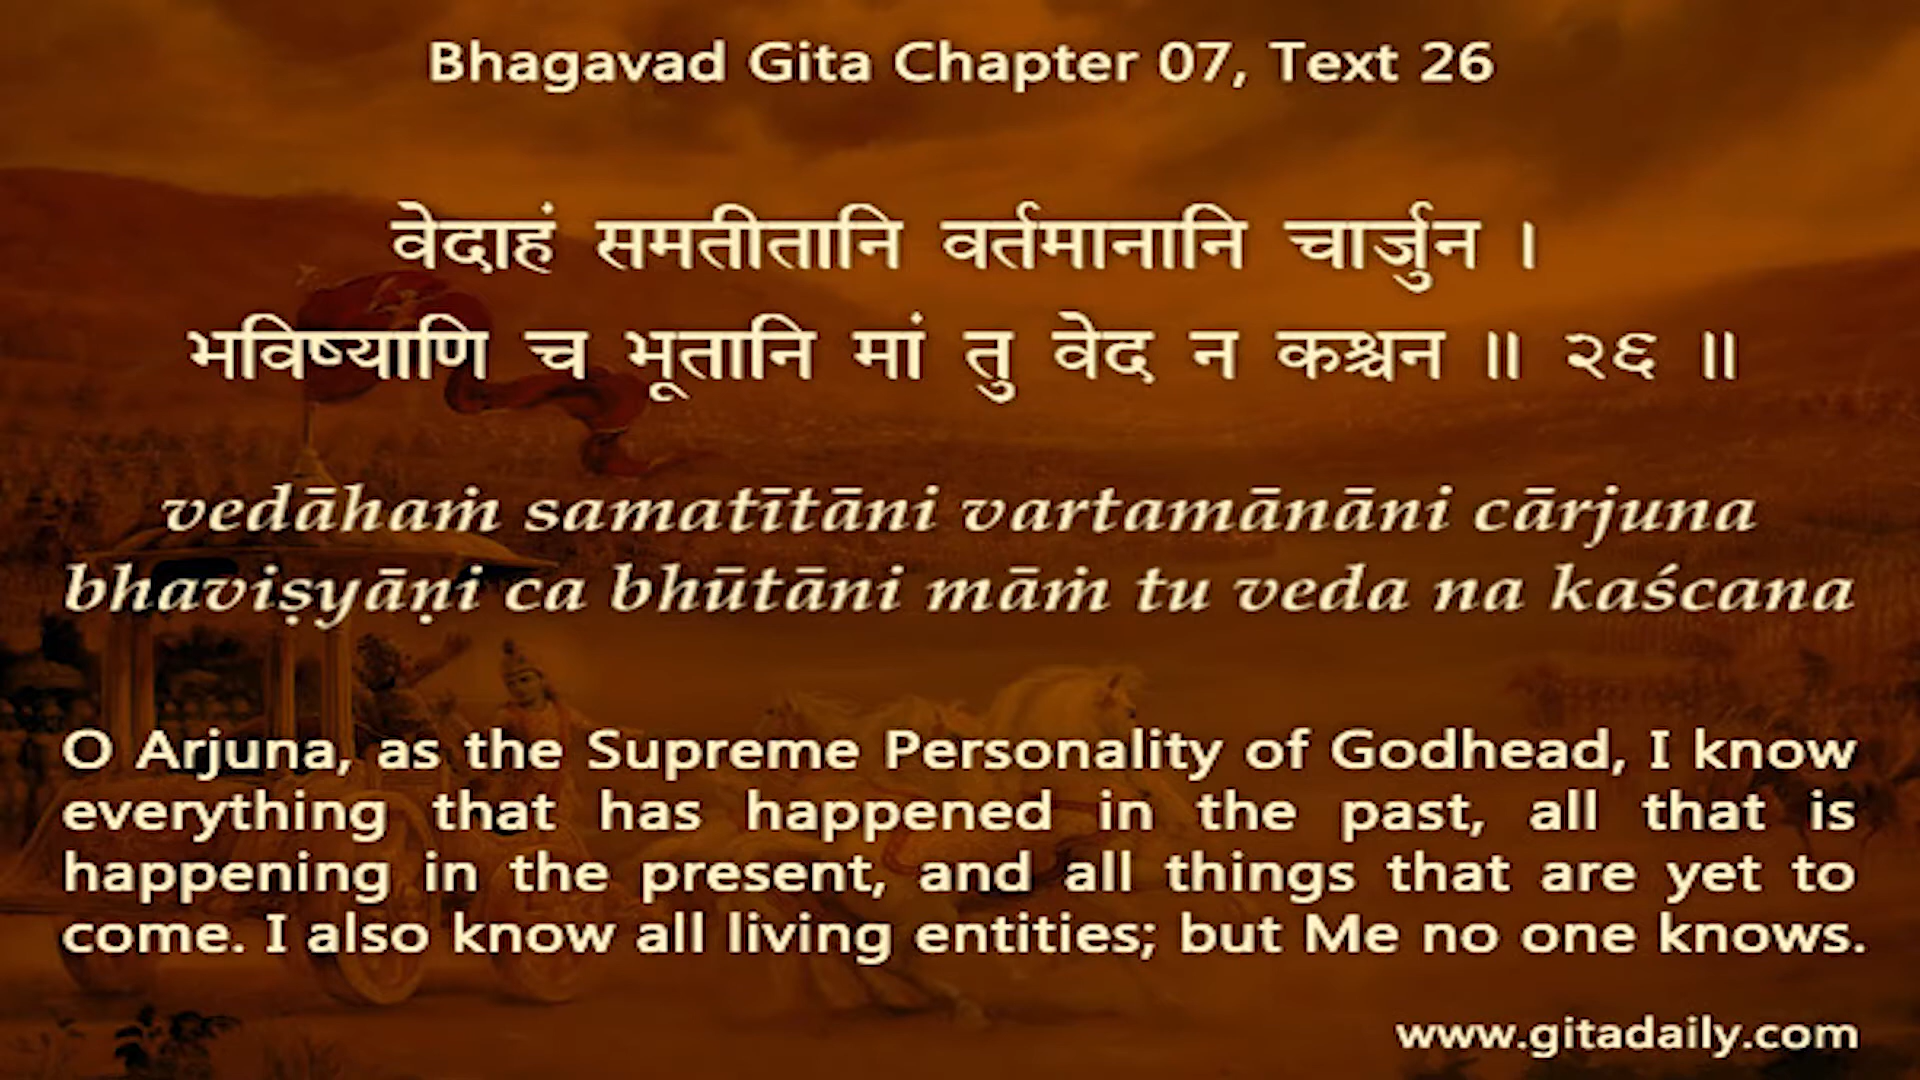 Bhagavad Gita Chapter 07, Text 26
वेदाहं समतीतानि वर्तमानानि चार्जुन ।
भविष्याणि च भूतानि मां तु वेद न कश्चन ॥ २६ ॥
vedāhaṁ samatītāni vartamānāni cārjuna
bhaviṣyāṇi ca bhūtāni māṁ tu veda na kaścana
O Arjuna, as the Supreme Personality of Godhead, I know
everything that has happened in the past, all that is
happening in the present, and all things that are yet to
come. I also know all living entities; but Me no one knows.
www.gitadaily.com